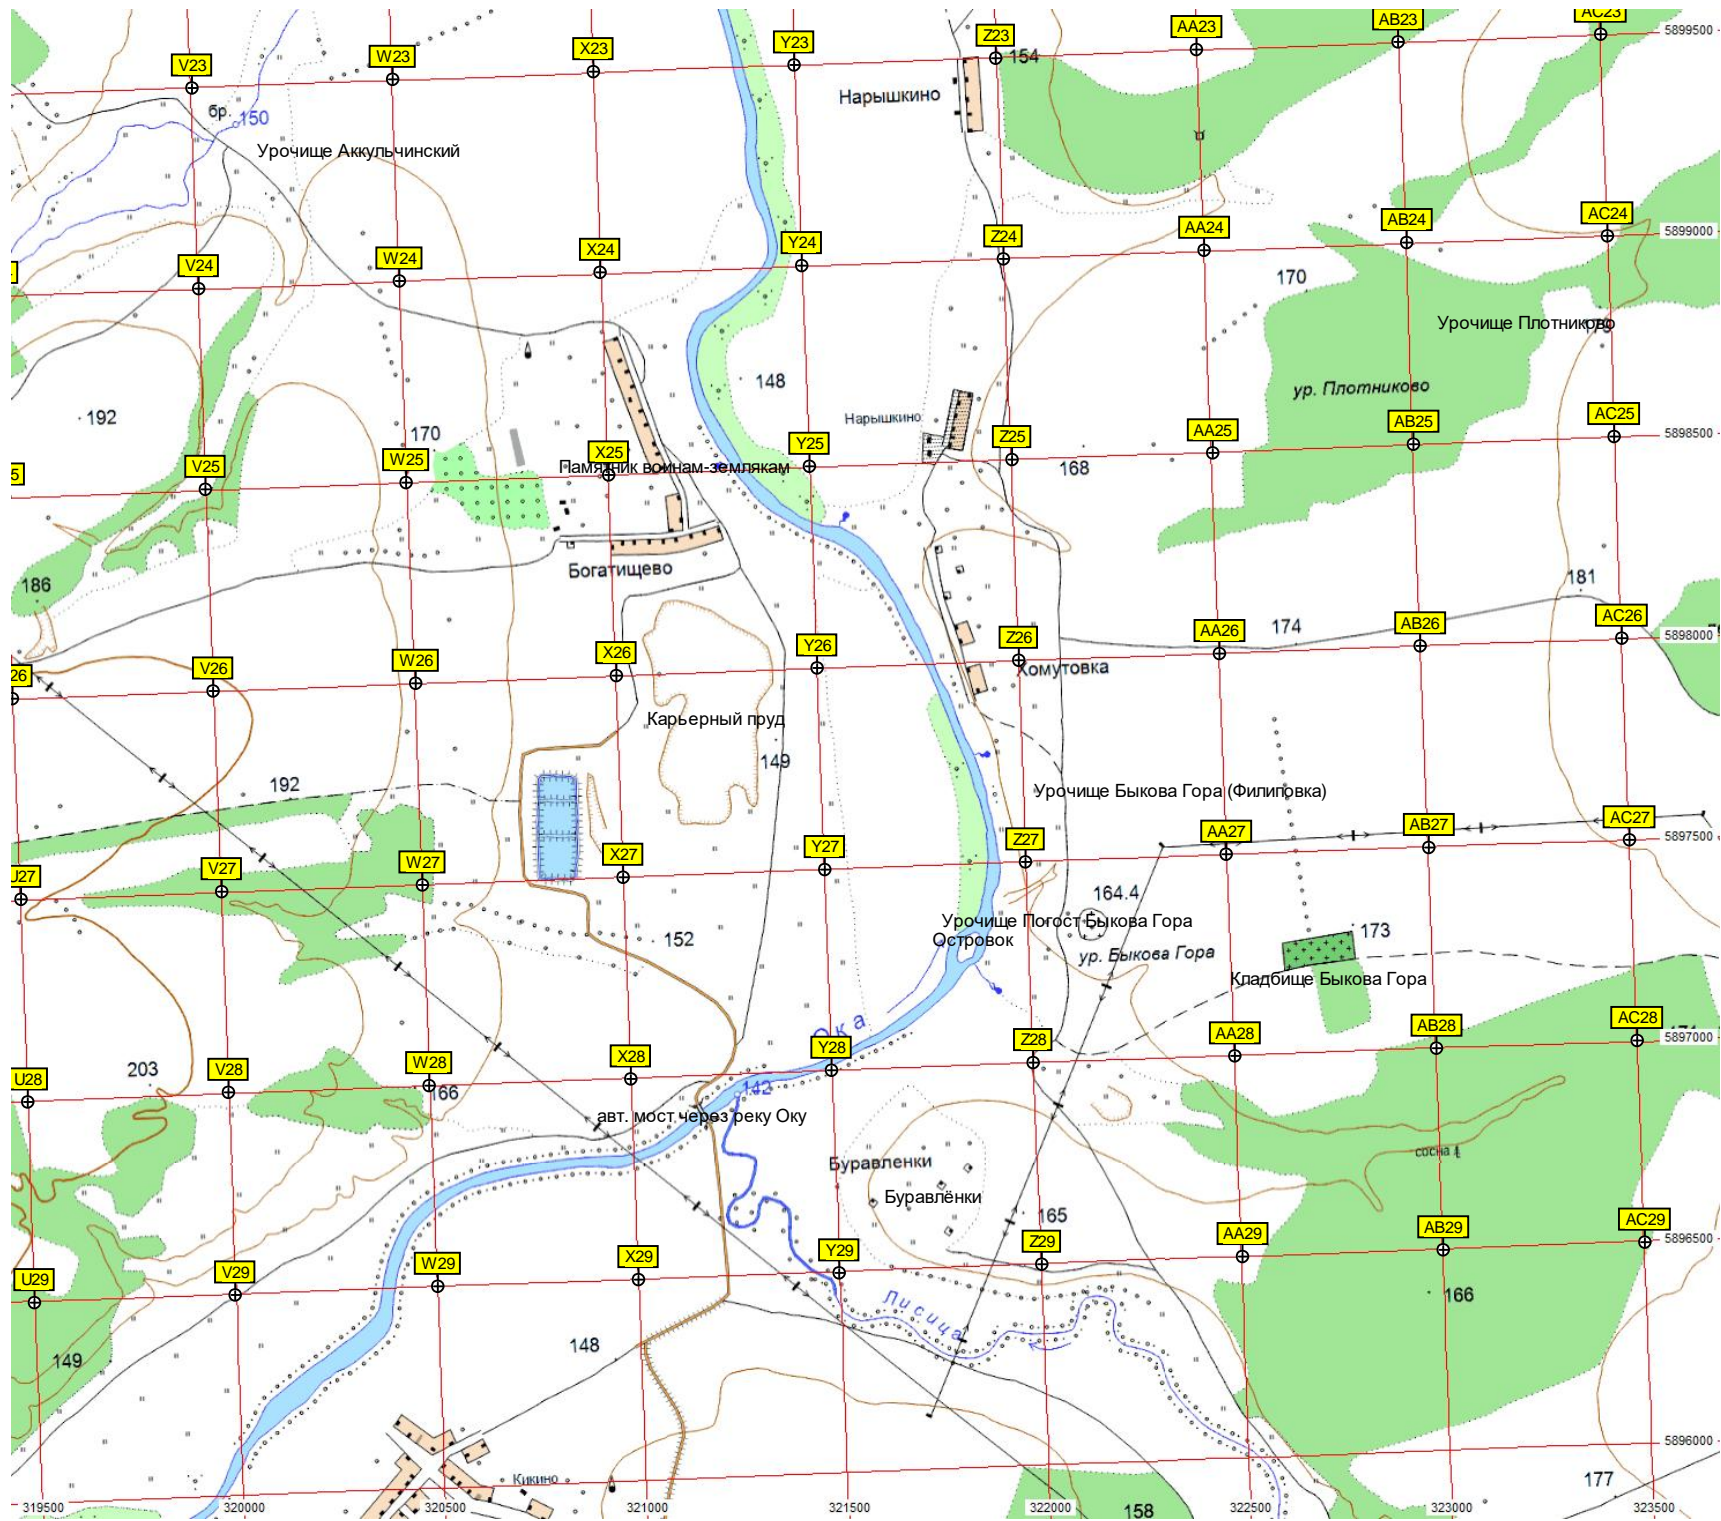 AC23
AB23
AA23
Z23
Y23
X23
W23
V23
5899500
154
Нарышкино
бр.
150
Урочище Аккульчинский
AC24
AB24
AA24
5899000
Z24
Y24
X24
W24
V24
170
Урочище Плотниково
148
ур. Плотниково
192
Нарышкино
AC25
AB25
AA25
5898500
170
Z25
Y25
X25
W25
V25
5
Памятник воинам-землякам
168
Богатищево
186
181
AC26
AB26
AA26
174
5898000
Z26
Y26
X26
W26
V26
26
Хомутовка
Карьерный пруд
149
192
Урочище Быкова Гора (Филиповка)
AC27
AB27
AA27
5897500
Z27
Y27
X27
W27
V27
U27
164.4
Урочище Погост Быкова Гора
173
152
Островок
ур. Быкова Гора
Кладбище Быкова Гора
Ока
AC28
AB28
AA28
5897000
Z28
Y28
X28
W28
V28
U28
203
166
142
авт. мост через реку Оку
сосна
Буравленки
Буравлёнки
165
AC29
AB29
AA29
5896500
Z29
Y29
X29
W29
V29
U29
166
Лисица
148
149
5896000
Кикино
177
158
319500
320000
320500
321000
321500
322000
322500
323000
323500